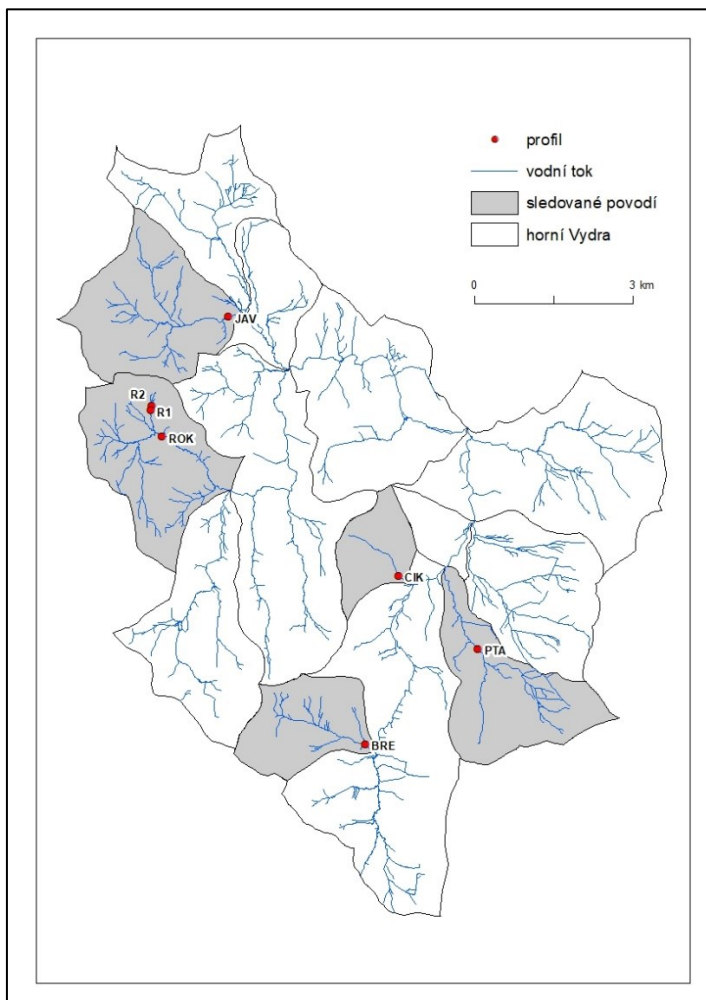 profil
vodní tok
sledované povodí
horní Vydra
0 3 km
JAV
R2
R1
ROK
CIK
PTA
BRE